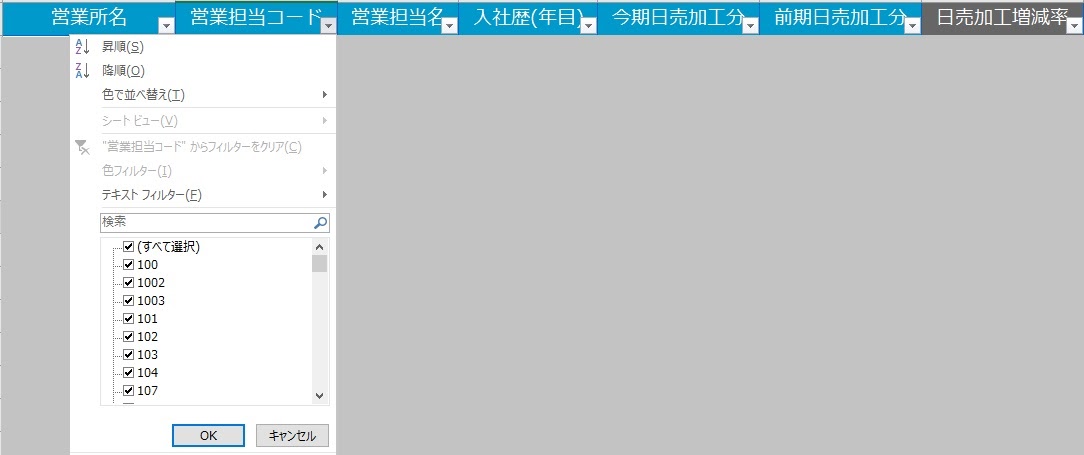 営業所名 営業担当コード 営業担当名 入社歴(年目) 今期日売加工分 前期日売加工分 日売加工増減率
昇順(S)
降順(O)
色で並べ替え(T)
シート ビュー(V)
"営業担当コード" からフィルターをクリア(C)
色フィルター(I)
テキスト フィルター(F)
検索
(すべて選択)
100
1002
1003
101
102
103
104
107
OK キャンセル